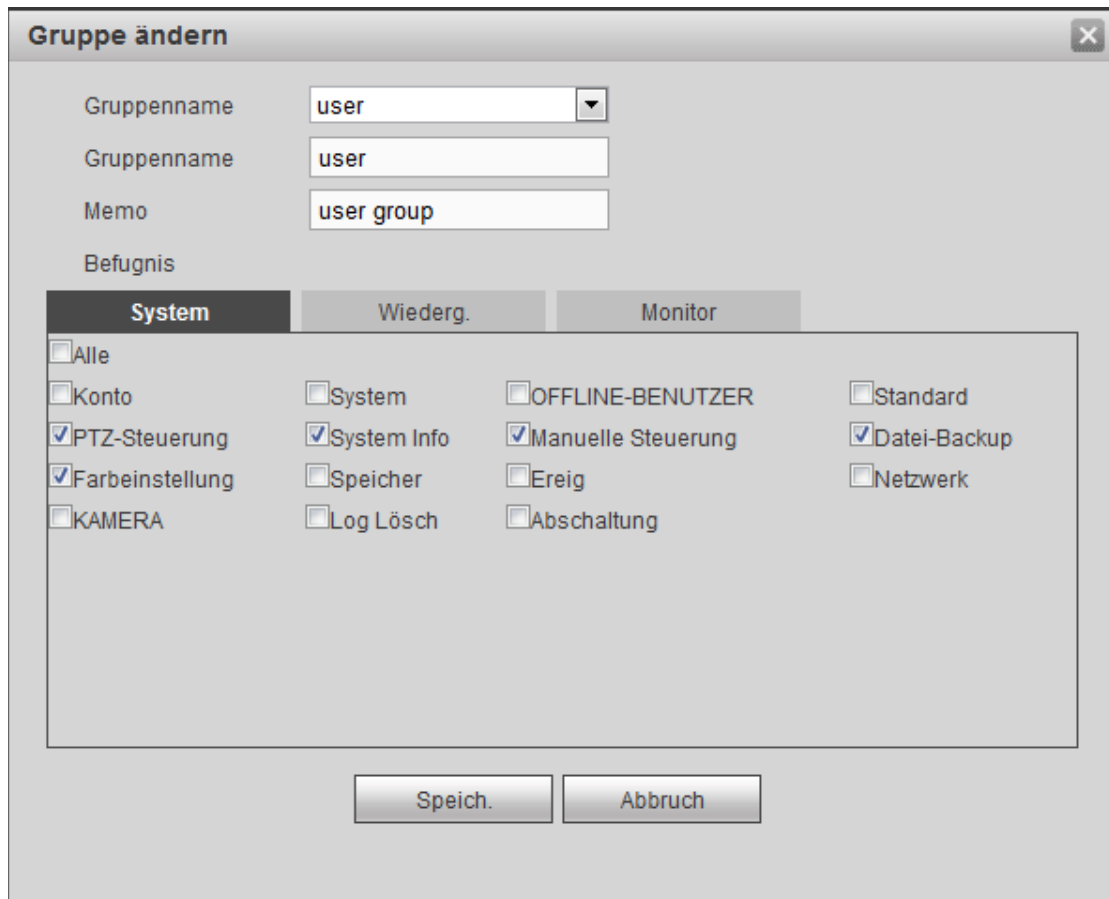 Gruppe ändern
Gruppenname user
Gruppenname user
Memo user group
Befugnis
System Wiederg. Monitor
Alle
Konto System OFFLINE-BENUTZER Standard
PTZ-Steuerung System Info Manuelle Steuerung Datei-Backup
Farbeinstellung Speicher Ereig Netzwerk
KAMERA Log Lösch Abschaltung
Speich. Abbruch